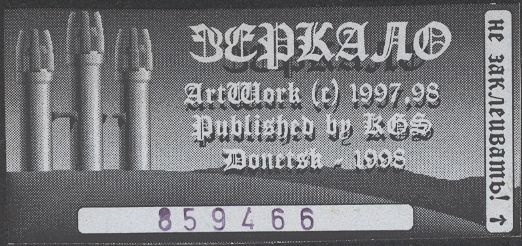 ЗЕРКАЛО
ArtWork (c) 1997,98
Published by KGS
Donetsk - 1998
859466
не заклеивать! →